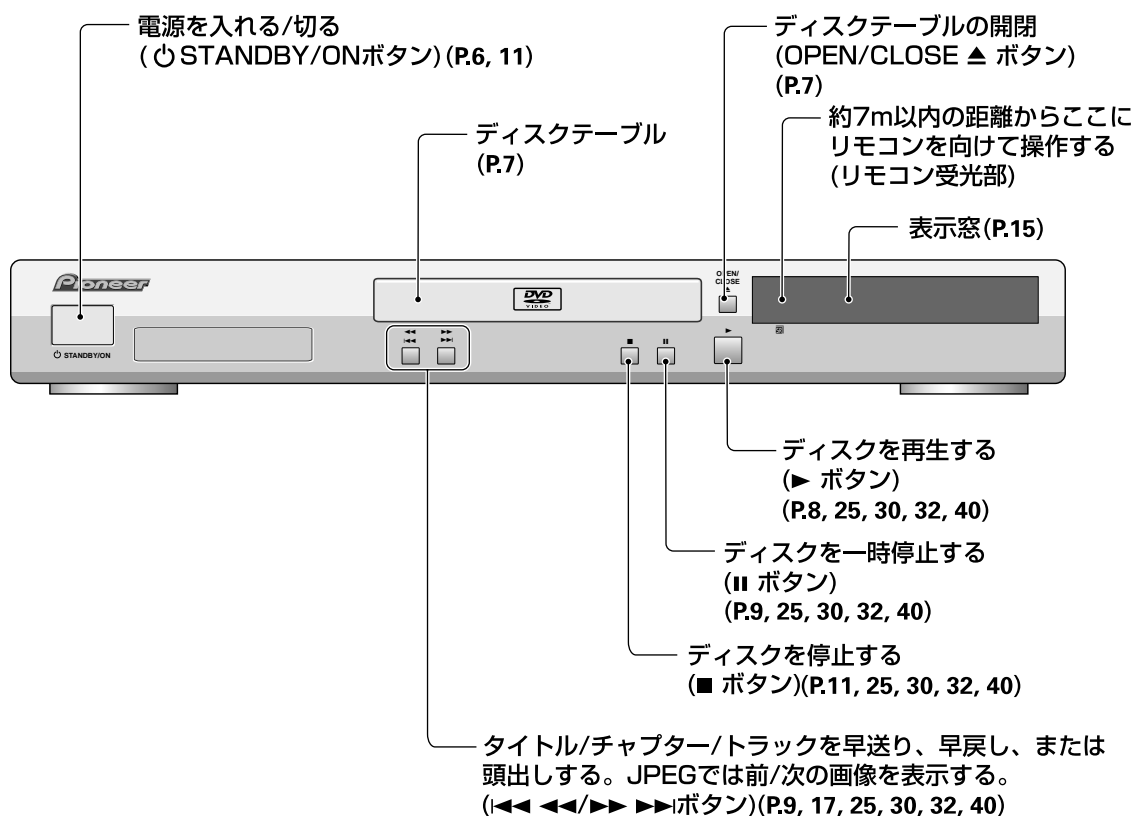 電源を入れる/切る
(⏻ STANDBY/ONボタン)(P.6, 11)
ディスクテーブルの開閉
(OPEN/CLOSE ▲ ボタン)
(P.7)
約7m以内の距離からここに
リモコンを向けて操作する
(リモコン受光部)
ディスクテーブル
(P.7)
表示窓(P.15)
Pioneer
DVD
VIDEO
OPEN/
CLOSE
▲
⏻ STANDBY/ON
◀◀ ▶▶
|◀◀ ▶▶|
■ II ▶
ディスクを再生する
(▶ ボタン)
(P.8, 25, 30, 32, 40)
ディスクを一時停止する
(II ボタン)
(P.9, 25, 30, 32, 40)
ディスクを停止する
(■ ボタン)(P.11, 25, 30, 32, 40)
タイトル/チャプター/トラックを早送り、早戻し、または
頭出しする。JPEGでは前/次の画像を表示する。
(|◀◀ ◀◀/▶▶ ▶▶|ボタン)(P.9, 17, 25, 30, 32, 40)